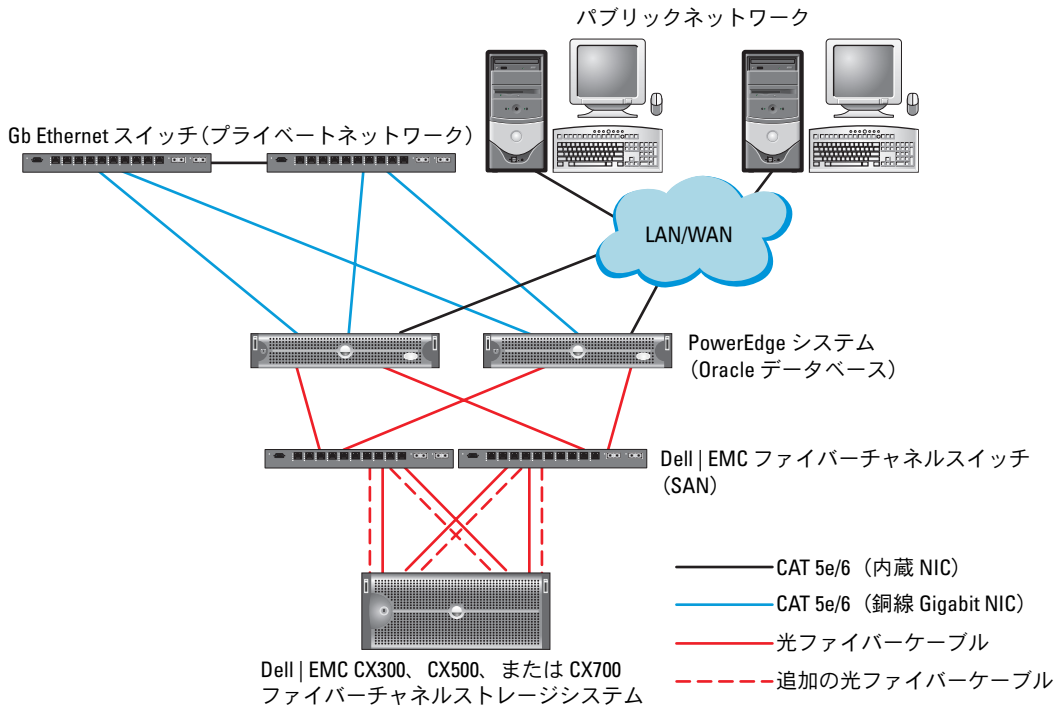 パブリックネットワーク
Gb Ethernet スイッチ（プライベートネットワーク）
LAN/WAN
PowerEdge システム
（Oracle データベース）
Dell | EMC ファイバーチャネルスイッチ
（SAN）
CAT 5e/6（内蔵 NIC）
CAT 5e/6（銅線 Gigabit NIC）
光ファイバーケーブル
追加の光ファイバーケーブル
Dell | EMC CX300、CX500、または CX700
ファイバーチャネルストレージシステム